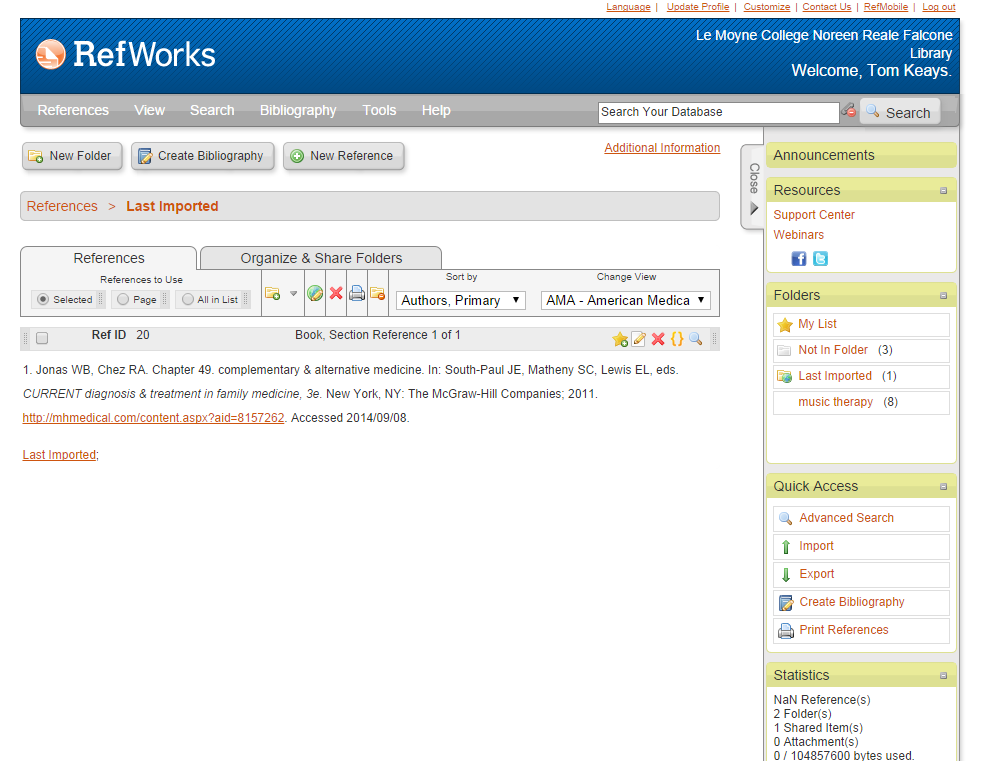 Language | Update Profile | Customize | Contact Us | RefMobile | Log out
RefWorks
Le Moyne College Noreen Reale Falcone
Library
Welcome, Tom Keays.
References View Search Bibliography Tools Help
Search Your Database
Search
New Folder
Create Bibliography
New Reference
Additional Information
References > Last Imported
References
Organize & Share Folders
References to Use
Selected
Page
All in List
Sort by
Authors, Primary
Change View
AMA - American Medica
Ref ID 20
Book, Section Reference 1 of 1
1. Jonas WB, Chez RA. Chapter 49. complementary & alternative medicine. In: South-Paul JE, Matheny SC, Lewis EL, eds.
CURRENT diagnosis & treatment in family medicine, 3e. New York, NY: The McGraw-Hill Companies; 2011.
http://mhmedical.com/content.aspx?aid=8157262. Accessed 2014/09/08.
Last Imported;
Close
Announcements
Resources
Support Center
Webinars
Folders
My List
Not In Folder (3)
Last Imported (1)
music therapy (8)
Quick Access
Advanced Search
Import
Export
Create Bibliography
Print References
Statistics
NaN Reference(s)
2 Folder(s)
1 Shared Item(s)
0 Attachment(s)
0 / 104857600 bytes used.